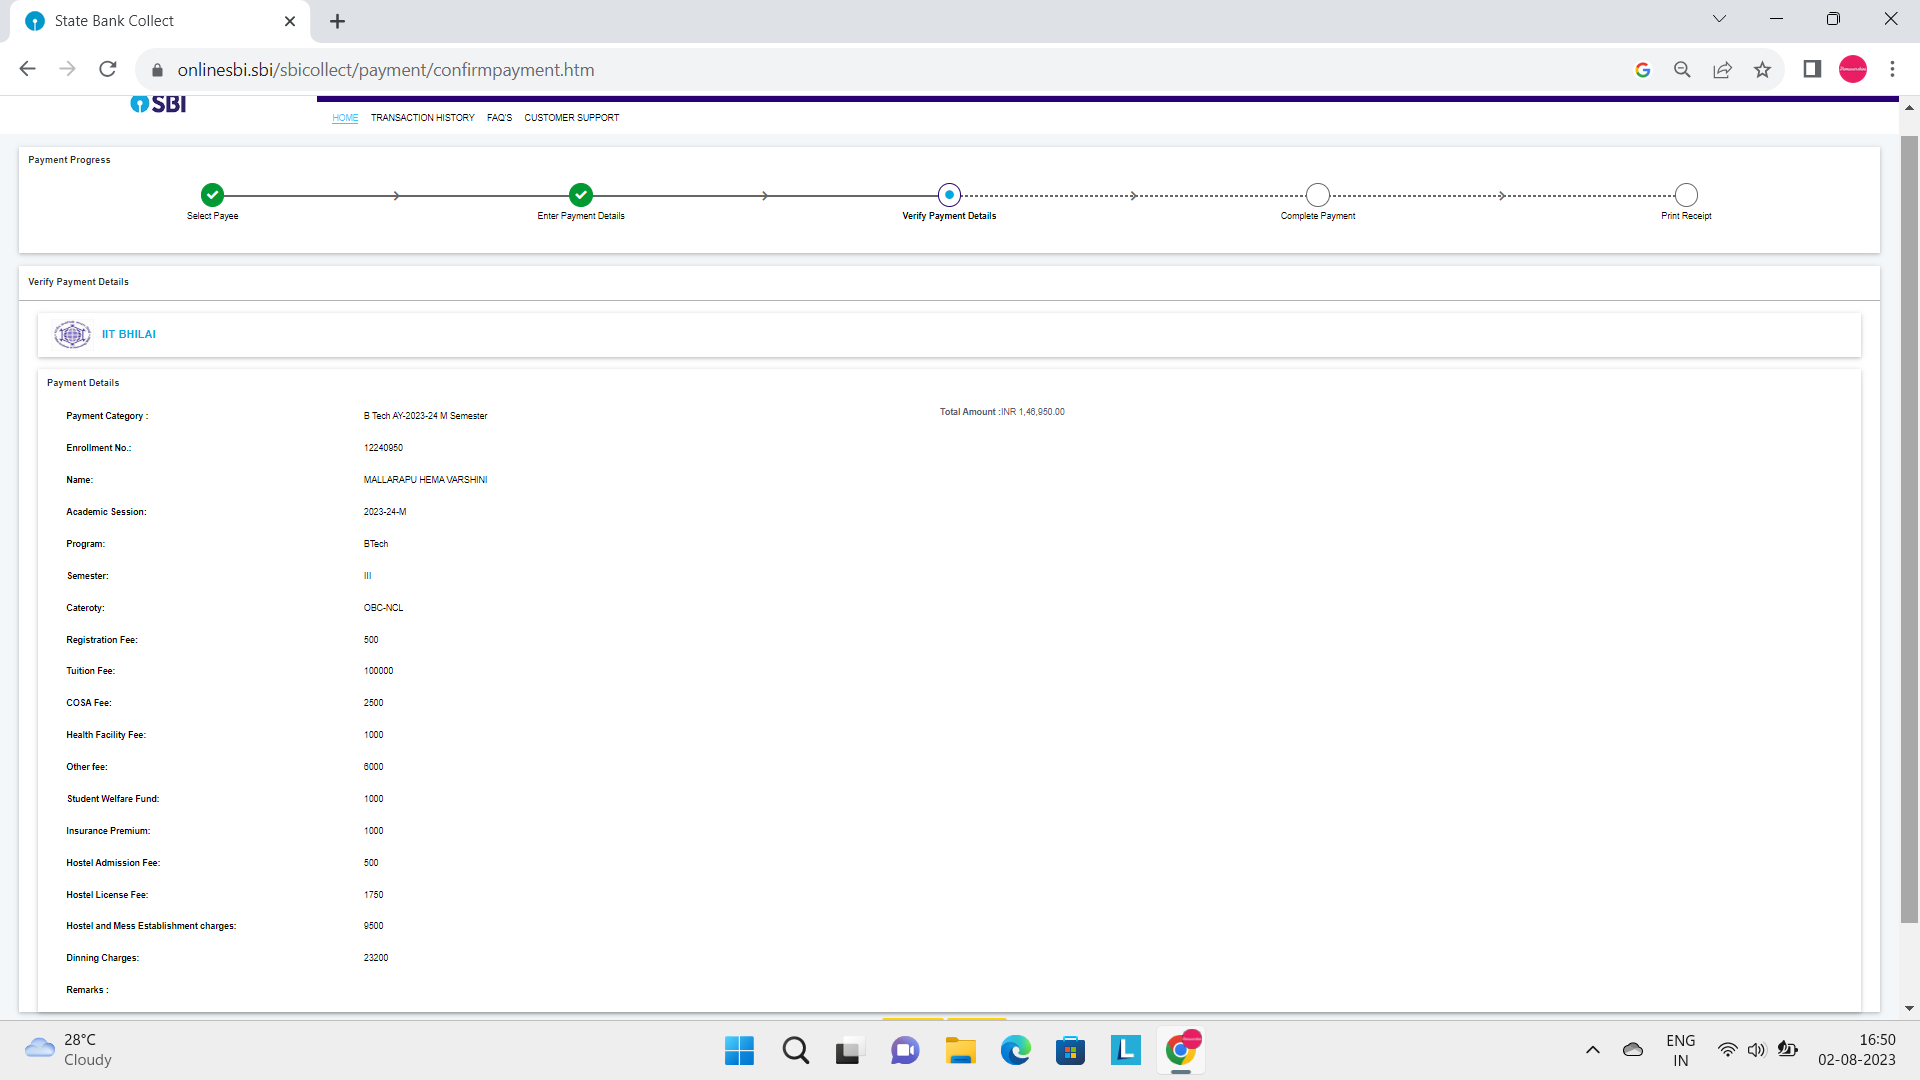 State Bank Collect
onlinesbi.sbi/sbicollect/payment/confirmpayment.htm
SBI
HOME TRANSACTION HISTORY FAQ'S CUSTOMER SUPPORT
Payment Progress
Select Payee Enter Payment Details Verify Payment Details Complete Payment Print Receipt
Verify Payment Details
IIT BHILAI
Payment Details
Payment Category : B Tech AY-2023-24 M Semester Total Amount :INR 1,46,950.00
Enrollment No.: 12240950
Name: MALLARAPU HEMA VARSHINI
Academic Session: 2023-24-M
Program: BTech
Semester: III
Cateroty: OBC-NCL
Registration Fee: 500
Tuition Fee: 100000
COSA Fee: 2500
Health Facility Fee: 1000
Other fee: 6000
Student Welfare Fund: 1000
Insurance Premium: 1000
Hostel Admission Fee: 500
Hostel License Fee: 1750
Hostel and Mess Establishment charges: 9500
Dinning Charges: 23200
Remarks :
28°C
Cloudy
ENG
IN
16:50
02-08-2023